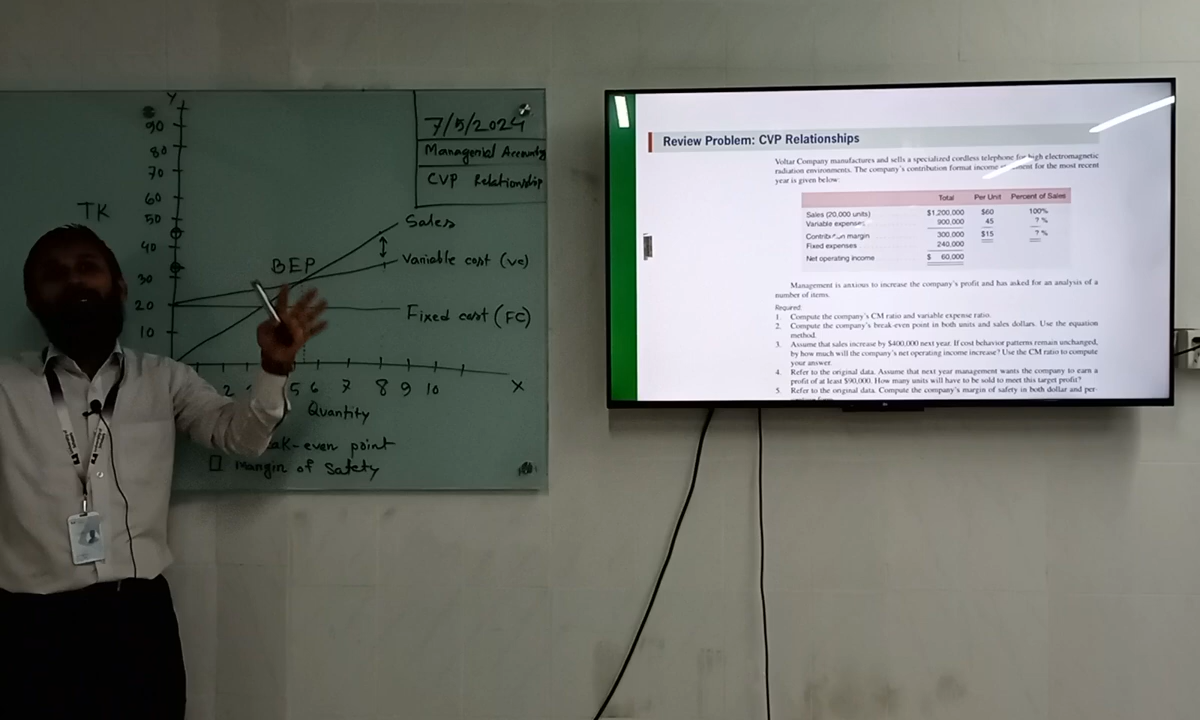 7/5/2024
Managerial Accounting
CVP Relationship
Y
90
80
70
60
50
40
30
20
10
TK
Sales
BEP
Variable cost (vc)
Fixed cost (FC)
2 5 6 7 8 9 10 X
Quantity
eak-even point
Margin of Safety
Review Problem: CVP Relationships
Voltar Company manufactures and sells a specialized cordless telephone for high electromagnetic
radiation environments. The company's contribution format income for the most recent
year is given below
Total Per Unit Percent of Sales
Sales (20,000 units) $1,200,000 $60 100%
Variable expenses 900,000 45 ? %
Contribution margin 300,000 $15 ? %
Fixed expenses 240,000
Net operating income $ 60,000
Management is anxious to increase the company's profit and has asked for an analysis of a
number of items.
Required:
1. Compute the company's CM ratio and variable expense ratio.
2. Compute the company's break-even point in both units and sales dollars. Use the equation
method.
3. Assume that sales increase by $400,000 next year. If cost behavior patterns remain unchanged,
by how much will the company's net operating income increase? Use the CM ratio to compute
your answer.
4. Refer to the original data. Assume that next year management wants the company to earn a
profit of at least $90,000. How many units will have to be sold to meet this target profit?
5. Refer to the original data. Compute the company's margin of safety in both dollar and per-